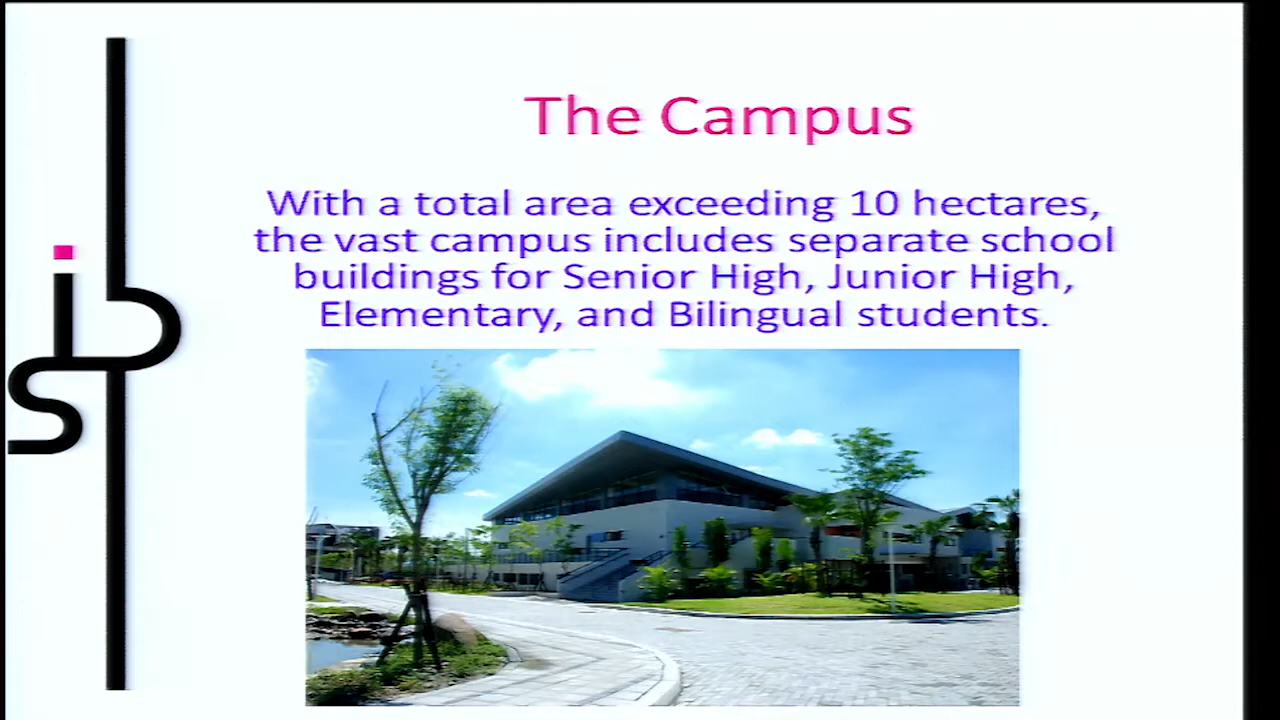 The Campus
With a total area exceeding 10 hectares,
the vast campus includes separate school
buildings for Senior High, Junior High,
Elementary, and Bilingual students.
ibs